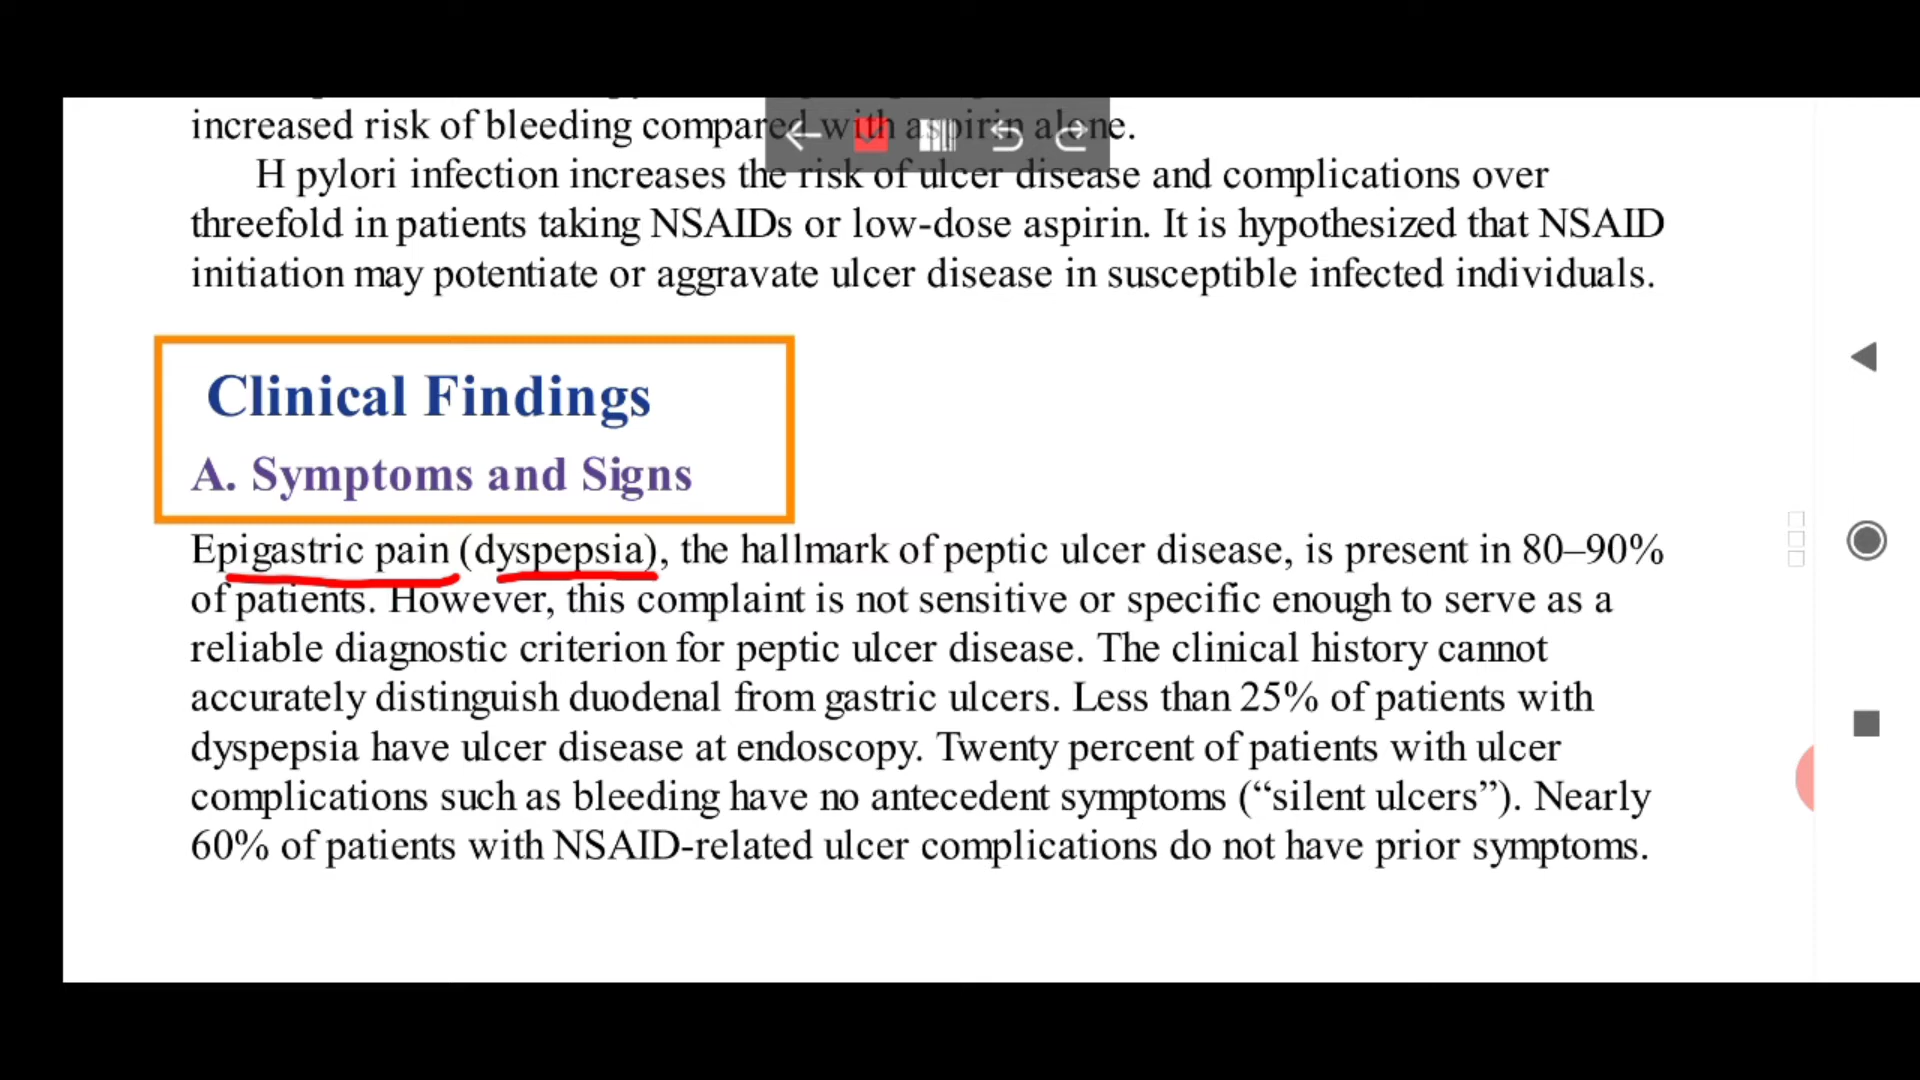 increased risk of bleeding compared with aspirin alone.
H pylori infection increases the risk of ulcer disease and complications over
threefold in patients taking NSAIDs or low-dose aspirin. It is hypothesized that NSAID
initiation may potentiate or aggravate ulcer disease in susceptible infected individuals.
Clinical Findings
A. Symptoms and Signs
Epigastric pain (dyspepsia), the hallmark of peptic ulcer disease, is present in 80–90%
of patients. However, this complaint is not sensitive or specific enough to serve as a
reliable diagnostic criterion for peptic ulcer disease. The clinical history cannot
accurately distinguish duodenal from gastric ulcers. Less than 25% of patients with
dyspepsia have ulcer disease at endoscopy. Twenty percent of patients with ulcer
complications such as bleeding have no antecedent symptoms (“silent ulcers”). Nearly
60% of patients with NSAID-related ulcer complications do not have prior symptoms.